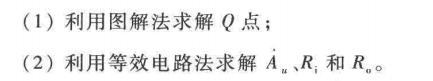 (1) 利用图解法求解 Q 点;
(2) 利用等效电路法求解 Ȧu、Ri 和 Ro。